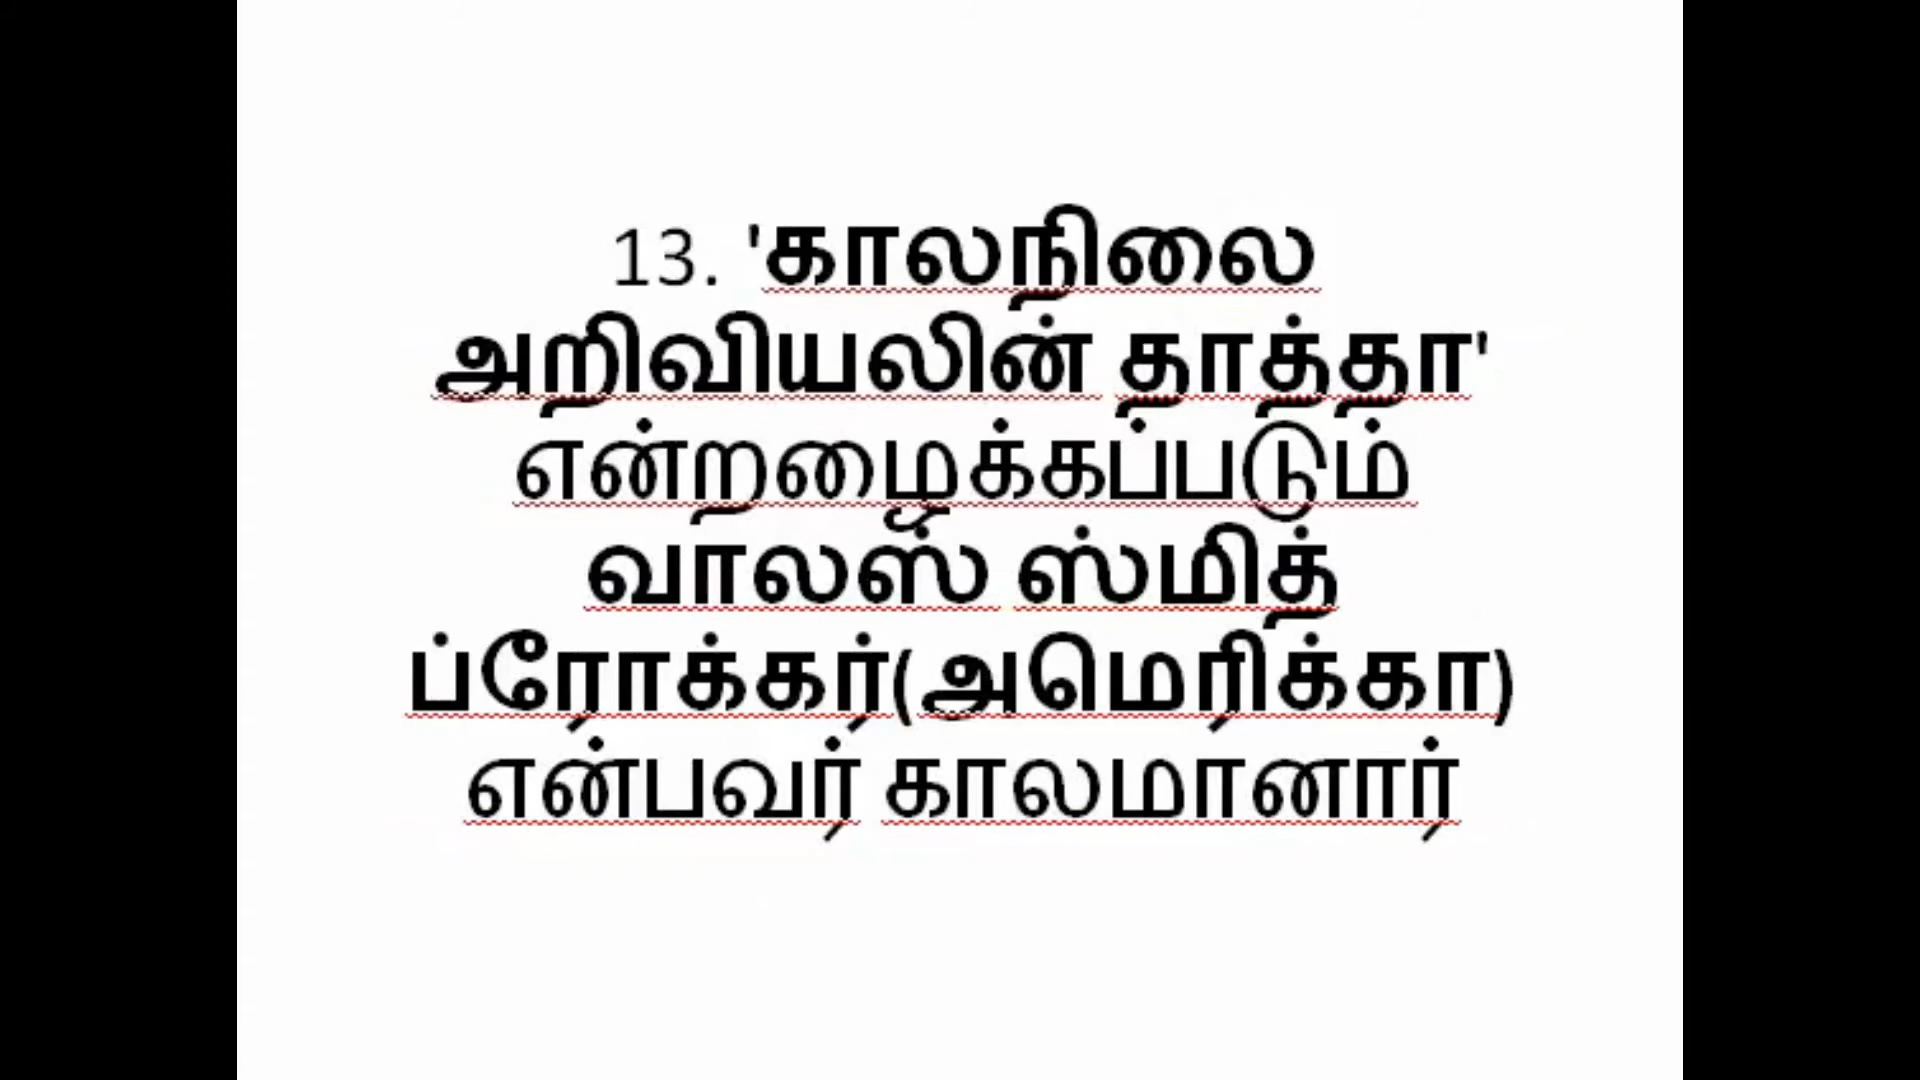 13. 'காலநிலை
அறிவியலின் தாத்தா'
என்றழைக்கப்படும்
வாலஸ் ஸ்மித்
ப்ரோக்கர்(அமெரிக்கா)
என்பவர் காலமானார்